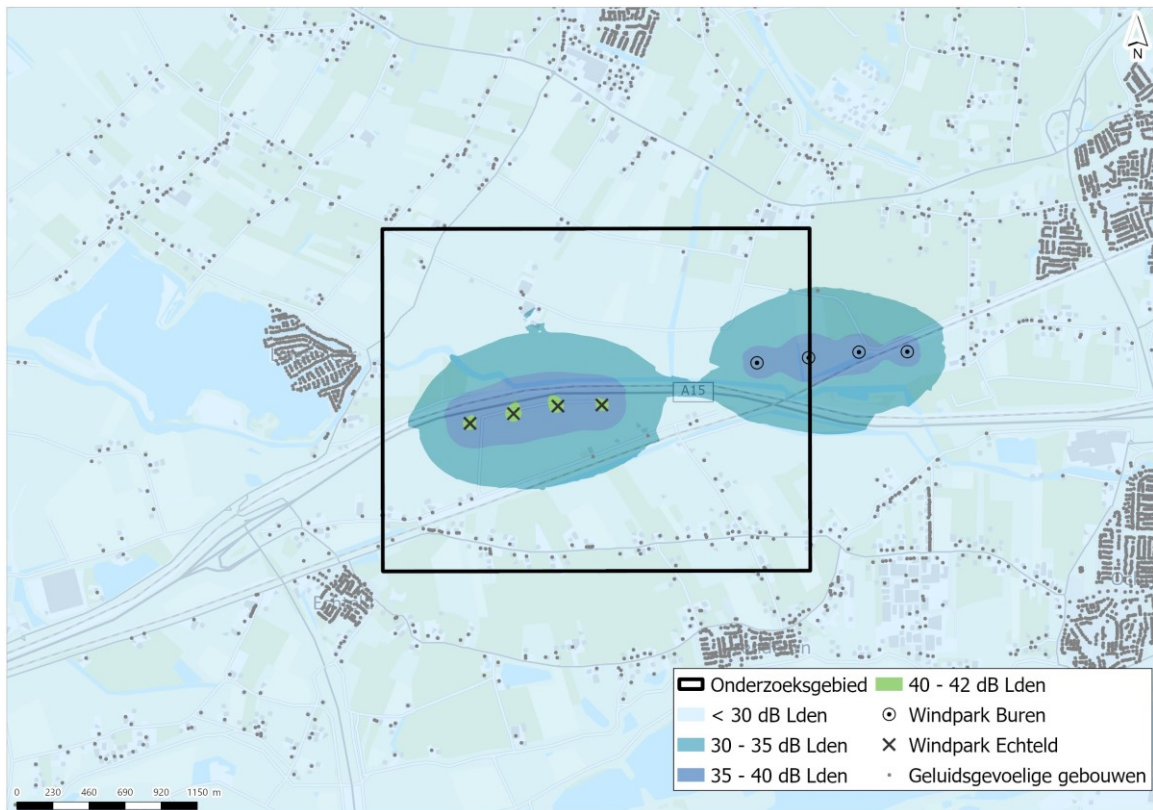 N
A15
Onderzoeksgebied
< 30 dB Lden
30 - 35 dB Lden
35 - 40 dB Lden
40 - 42 dB Lden
Windpark Buren
Windpark Echteld
Geluidsgevoelige gebouwen
0 230 460 690 920 1150 m